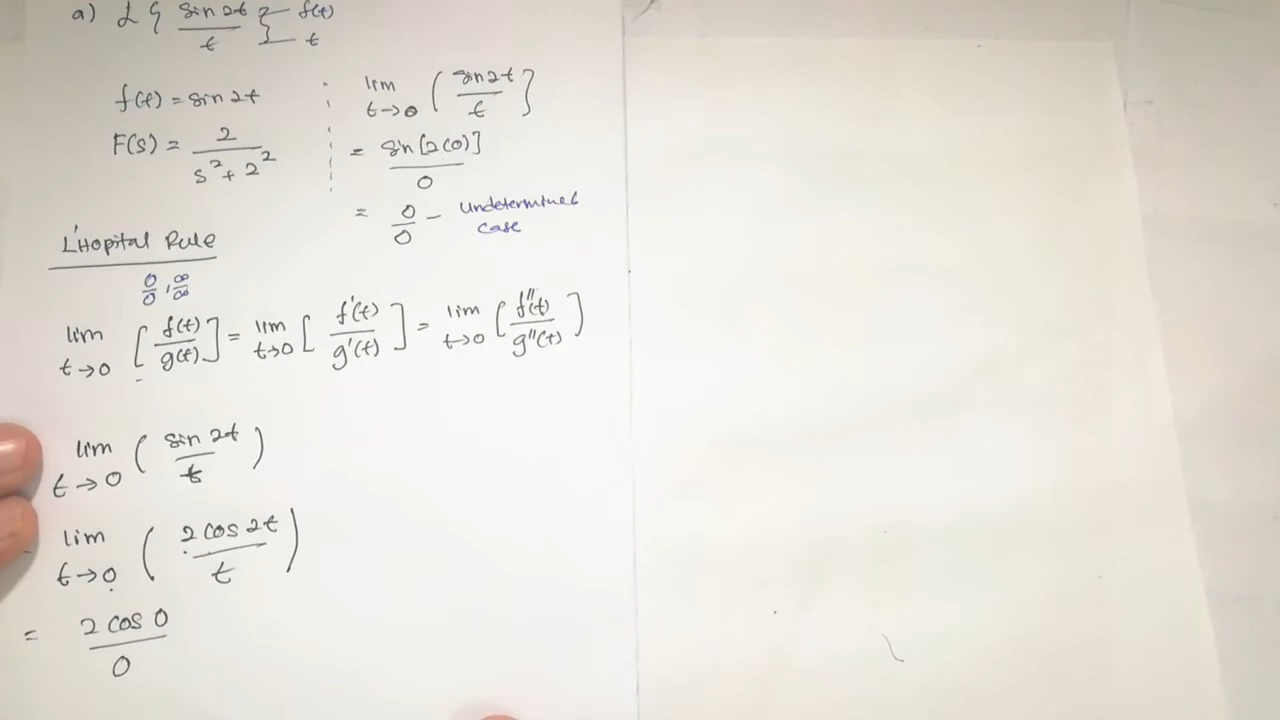 a) ℒ { sin 2t / t } f(t) / t
f(t) = sin 2t
F(s) = 2 / s² + 2²
lim t→0 ( sin 2t / t )
= sin [2(0)] / 0
= 0/0 – undetermined
case
L'Hopital Rule
0/0 , ∞/∞
lim t→0 [ f(t) / g(t) ] = lim t→0 [ f'(t) / g'(t) ] = lim t→0 [ f''(t) / g''(t) ]
lim t→0 ( sin 2t / t )
lim t→0 ( 2 cos 2t / t )
= 2 cos 0 / 0